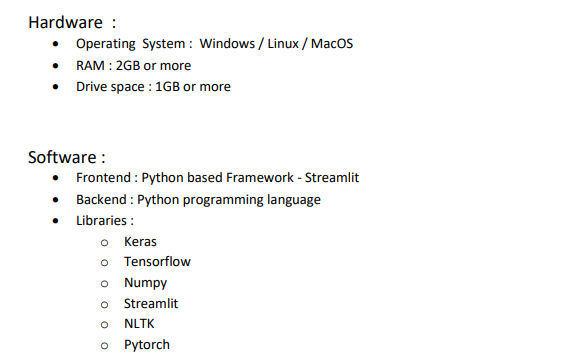 Hardware :
• Operating System : Windows / Linux / MacOS
• RAM : 2GB or more
• Drive space : 1GB or more
Software :
• Frontend : Python based Framework - Streamlit
• Backend : Python programming language
• Libraries :
o Keras
o Tensorflow
o Numpy
o Streamlit
o NLTK
o Pytorch